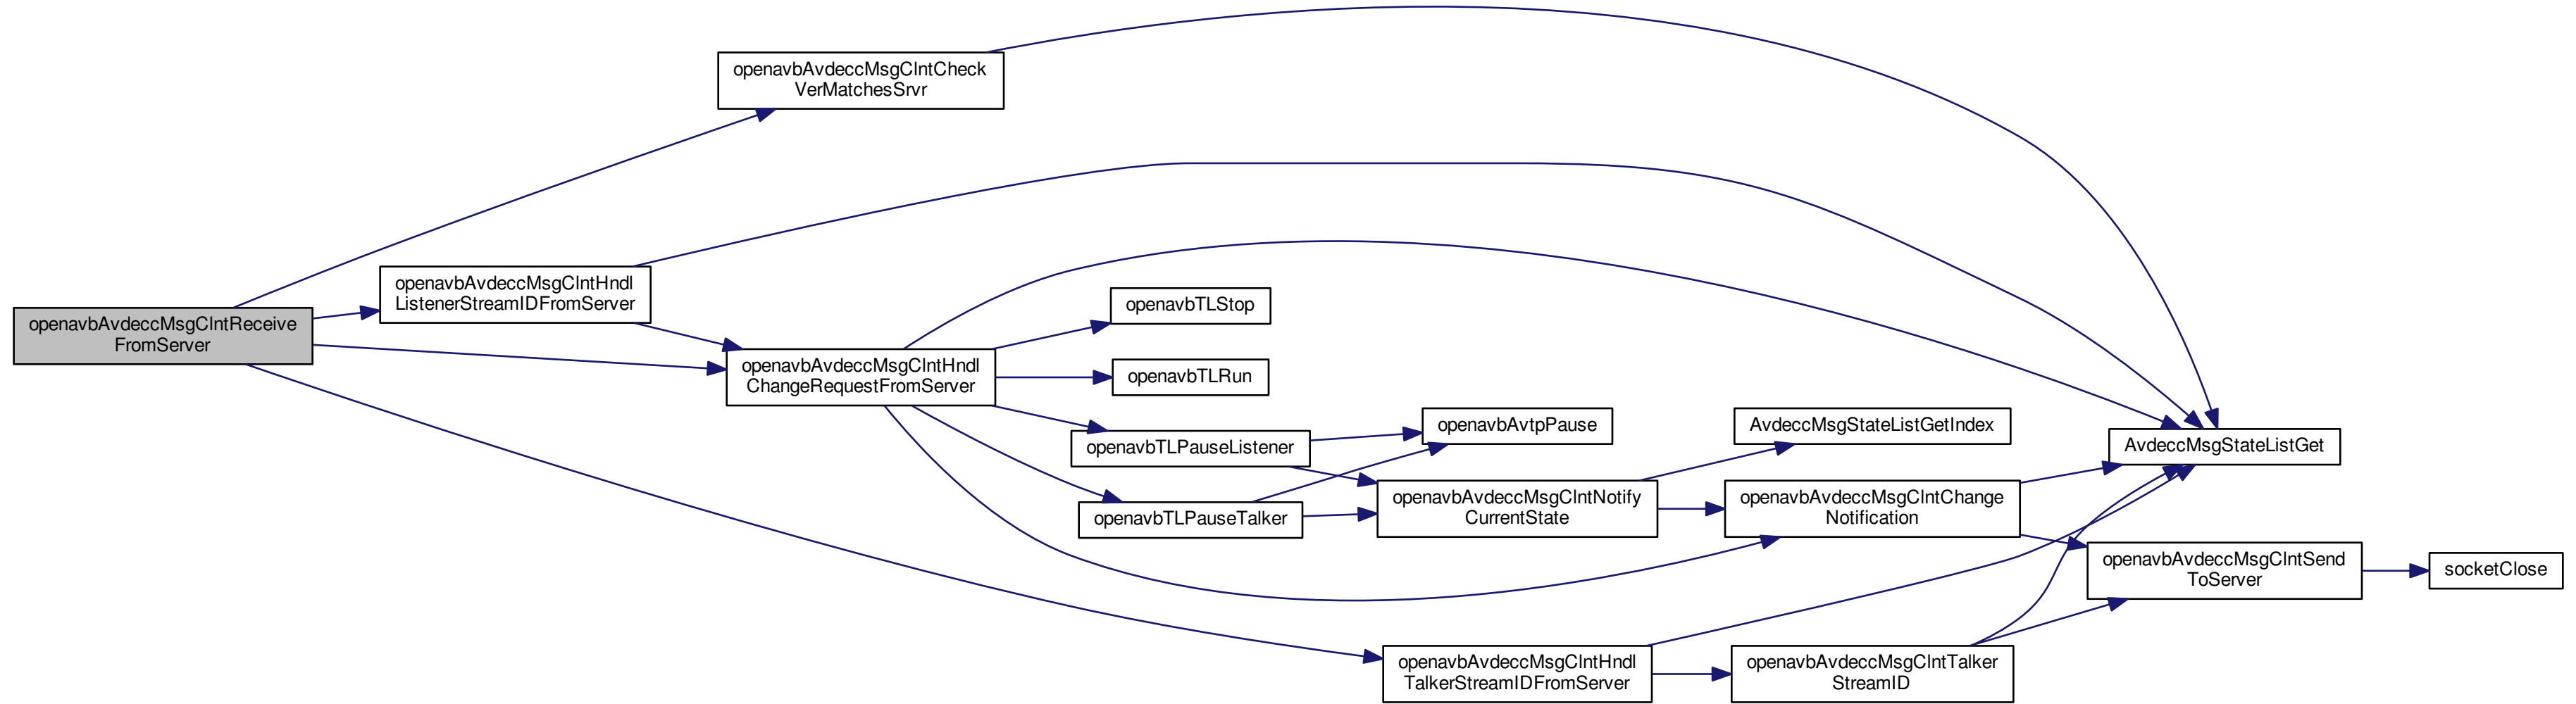 openavbAvdeccMsgClntReceive
FromServer
openavbAvdeccMsgClntCheck
VerMatchesSrvr
openavbAvdeccMsgClntHndl
ListenerStreamIDFromServer
openavbAvdeccMsgClntHndl
ChangeRequestFromServer
openavbTLStop
openavbTLRun
openavbTLPauseListener
openavbTLPauseTalker
openavbAvtpPause
openavbAvdeccMsgClntNotify
CurrentState
openavbAvdeccMsgClntHndl
TalkerStreamIDFromServer
AvdeccMsgStateListGetIndex
openavbAvdeccMsgClntChange
Notification
openavbAvdeccMsgClntTalker
StreamID
AvdeccMsgStateListGet
openavbAvdeccMsgClntSend
ToServer
socketClose